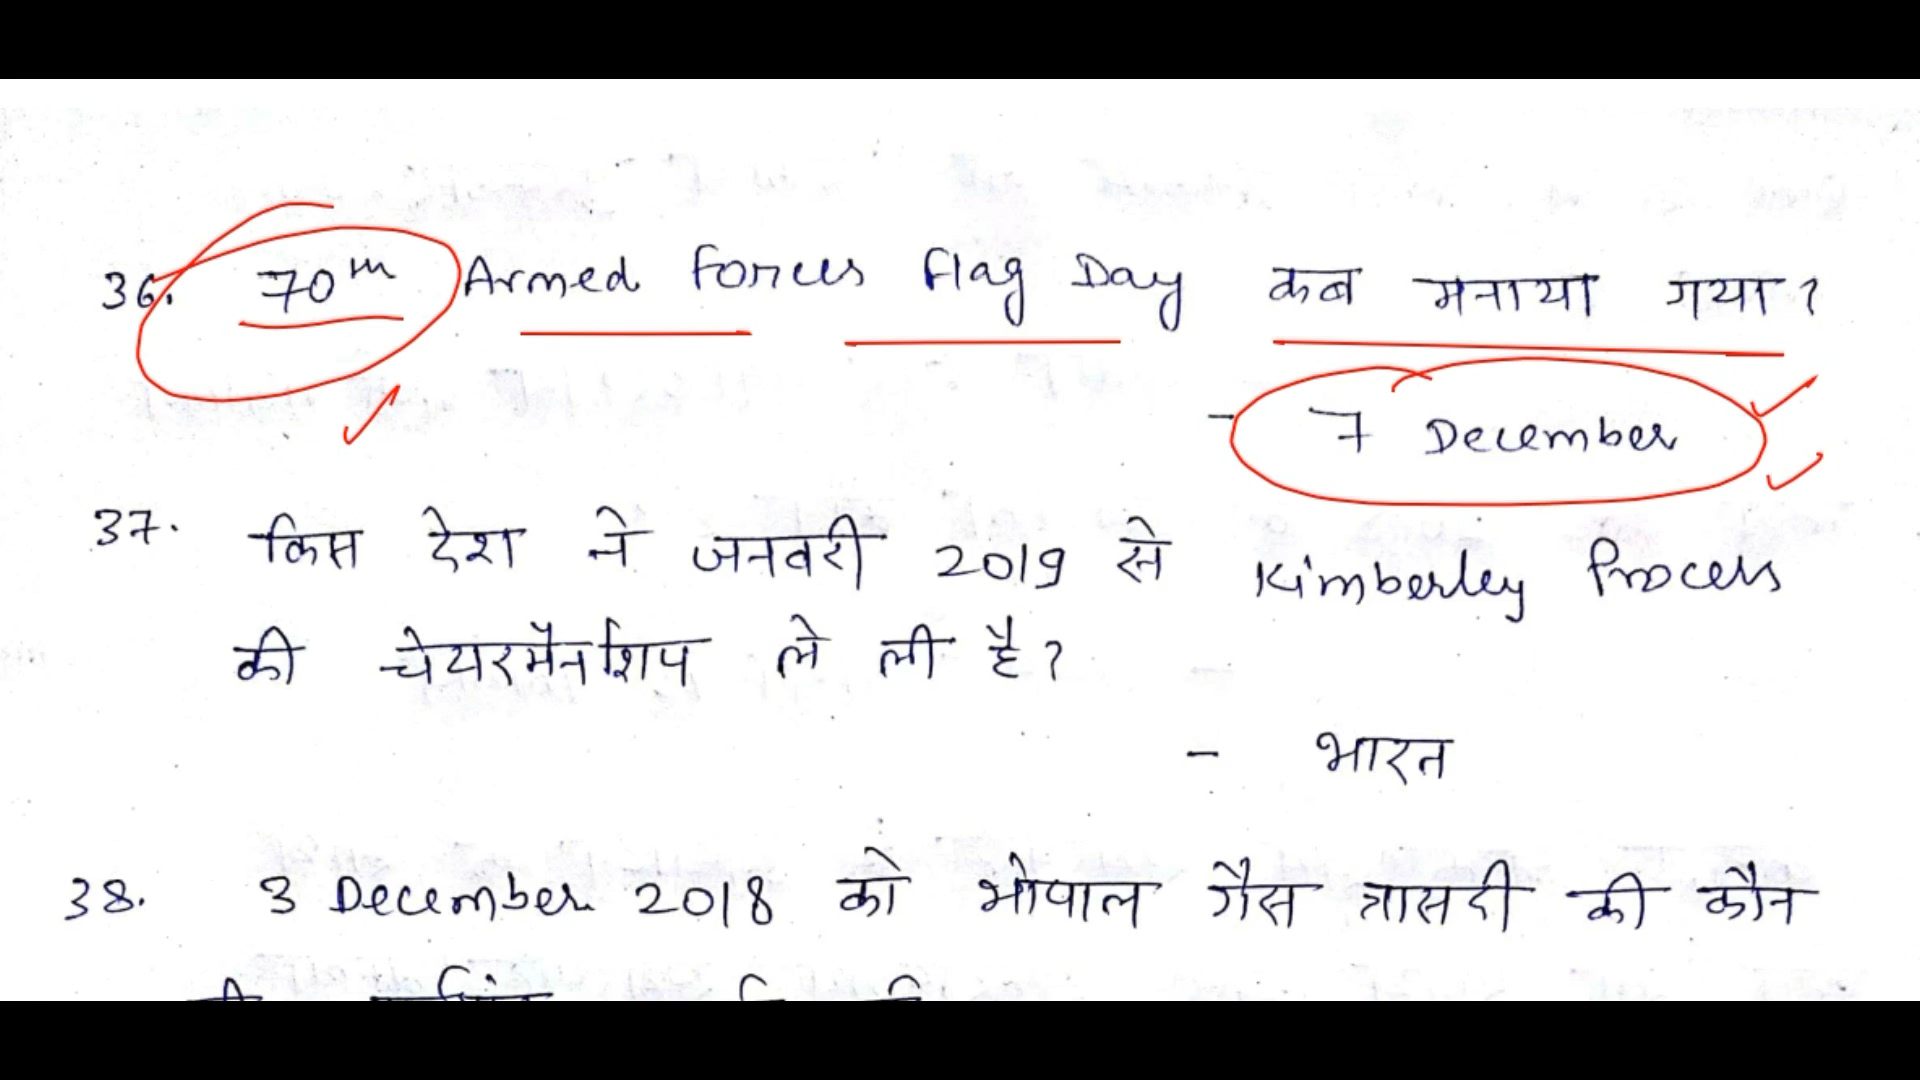 36. 70th Armed Forces Flag Day कब मनाया गया?
- 7 December
37. किस देश ने जनवरी 2019 से Kimberley Process
की चेयरमैनशिप ले ली है?
- भारत
38. 3 December 2018 को भोपाल गैस त्रासदी की कौन